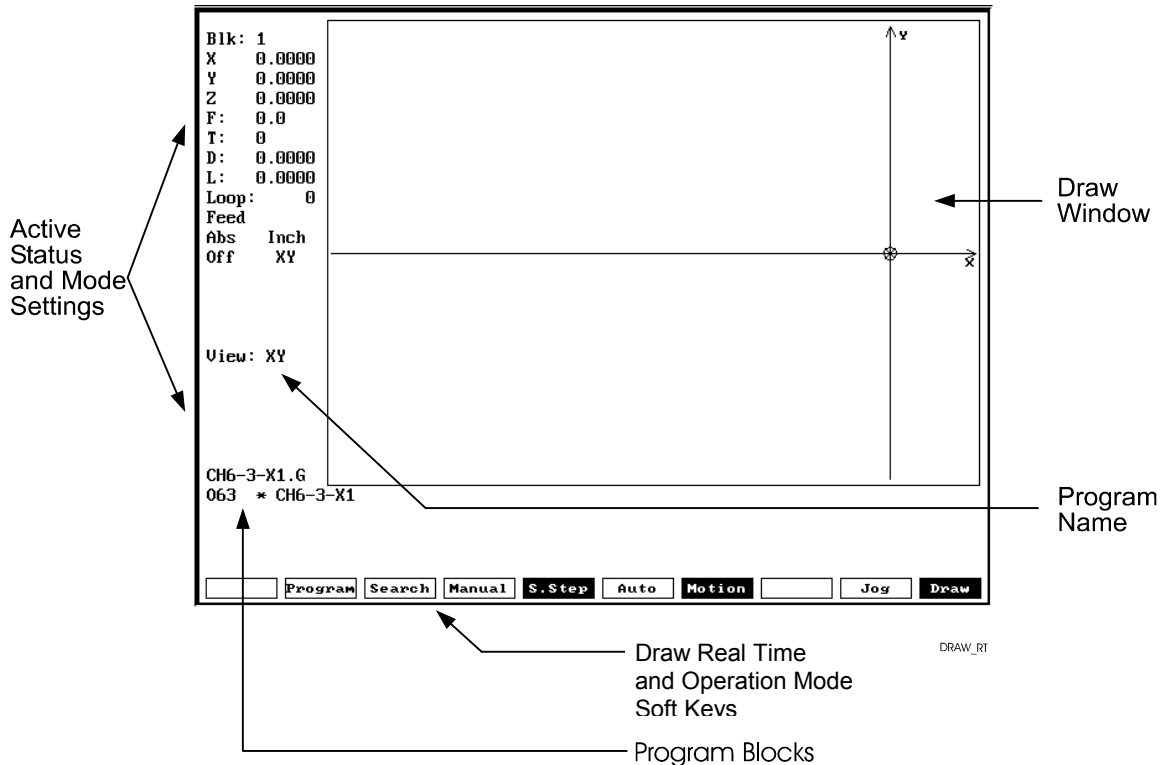 Blk: 1
X 0.0000
Y 0.0000
Z 0.0000
F: 0.0
T: 0
D: 0.0000
L: 0.0000
Loop: 0
Feed
Abs Inch
Off XY
View: XY
CH6-3-X1.G
O63 * CH6-3-X1
Y
X
Program Search Manual S.Step Auto Motion Jog Draw
Active
Status
and Mode
Settings
Draw
Window
Program
Name
Draw Real Time
and Operation Mode
Soft Keys
DRAW_RT
Program Blocks